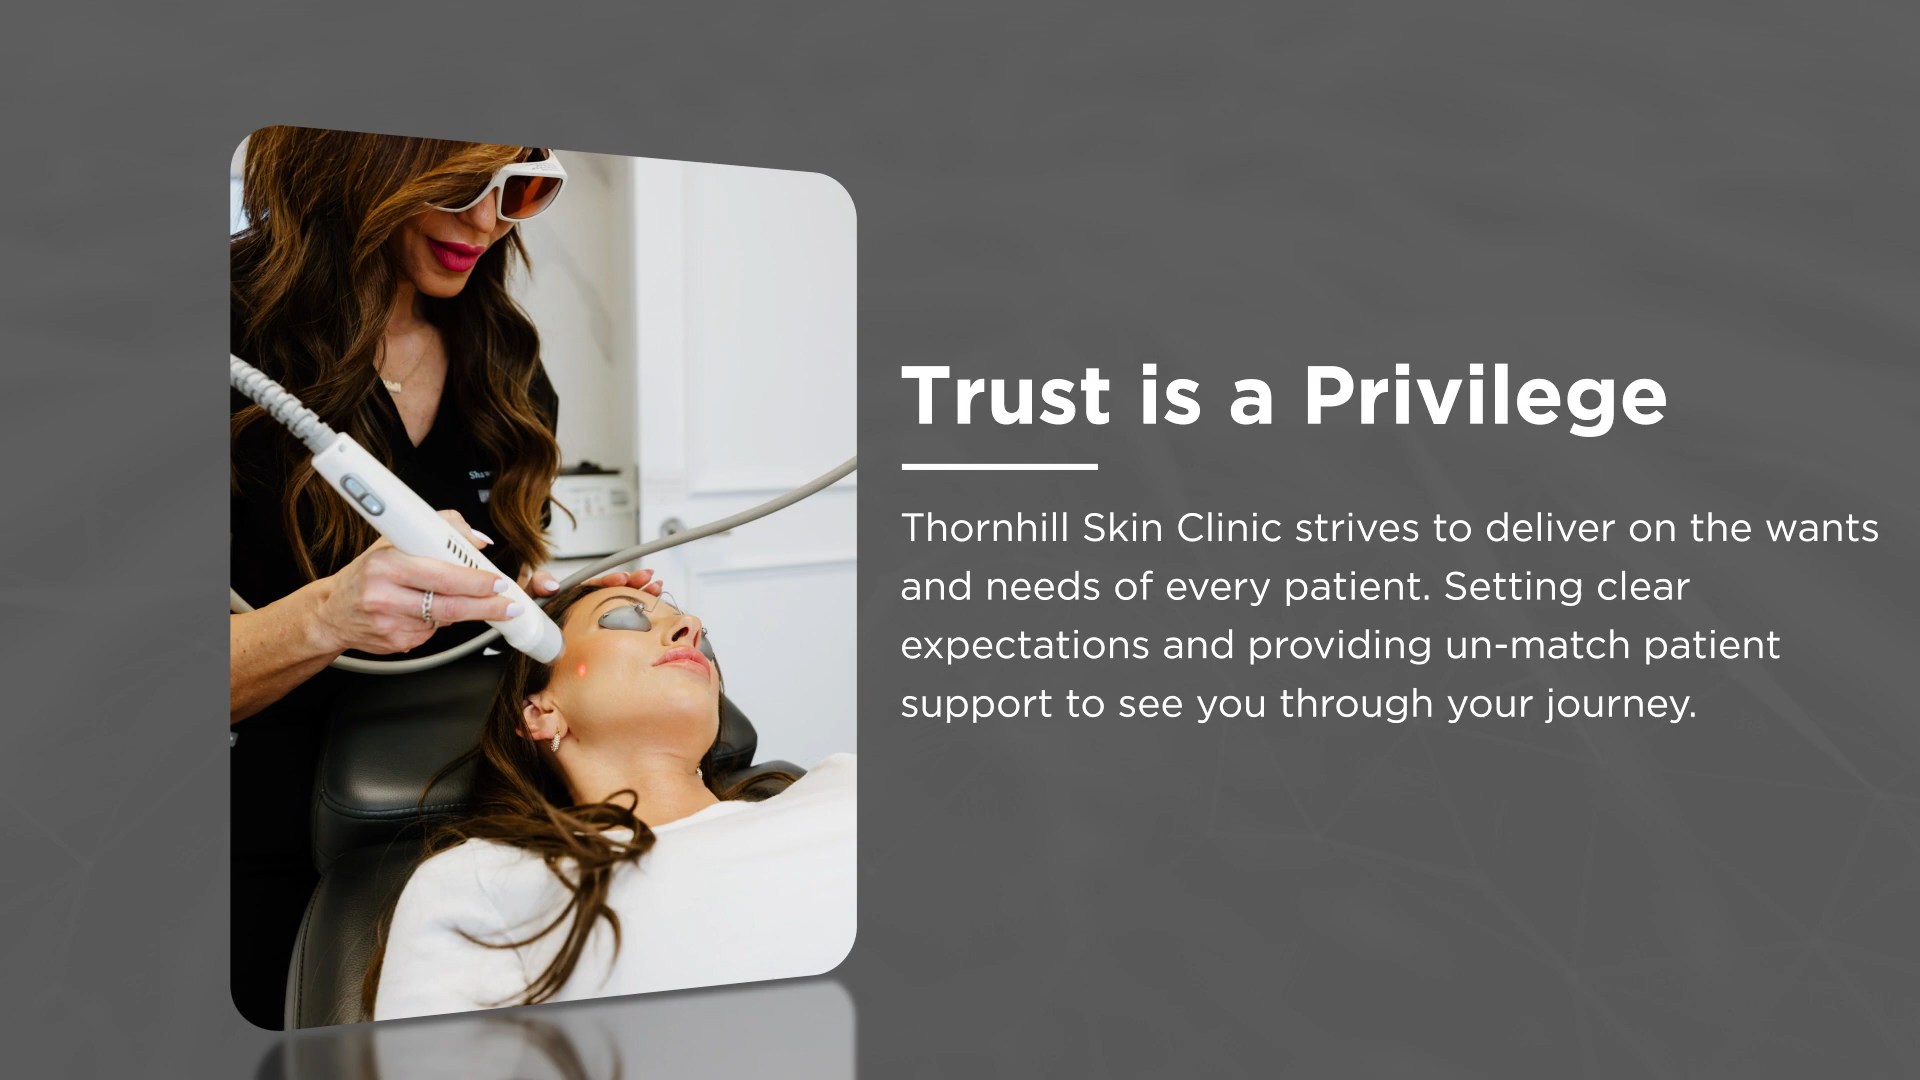 Trust is a Privilege
Thornhill Skin Clinic strives to deliver on the wants
and needs of every patient. Setting clear
expectations and providing un-match patient
support to see you through your journey.